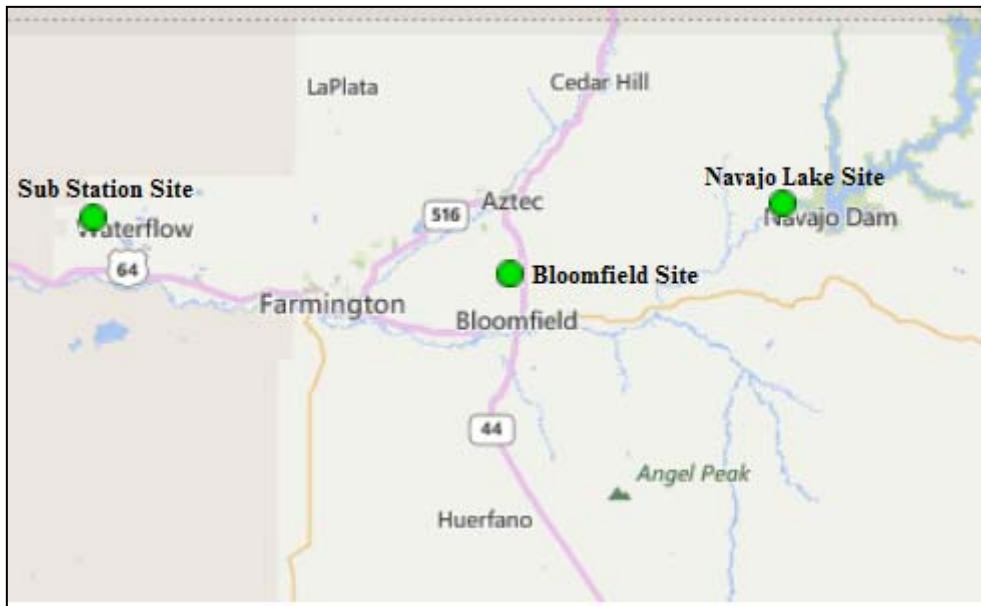 LaPlata
Cedar Hill
Sub Station Site
Navajo Lake Site
516
Aztec
Waterflow
Navajo Dam
64
Bloomfield Site
Farmington
Bloomfield
44
Angel Peak
Huerfano